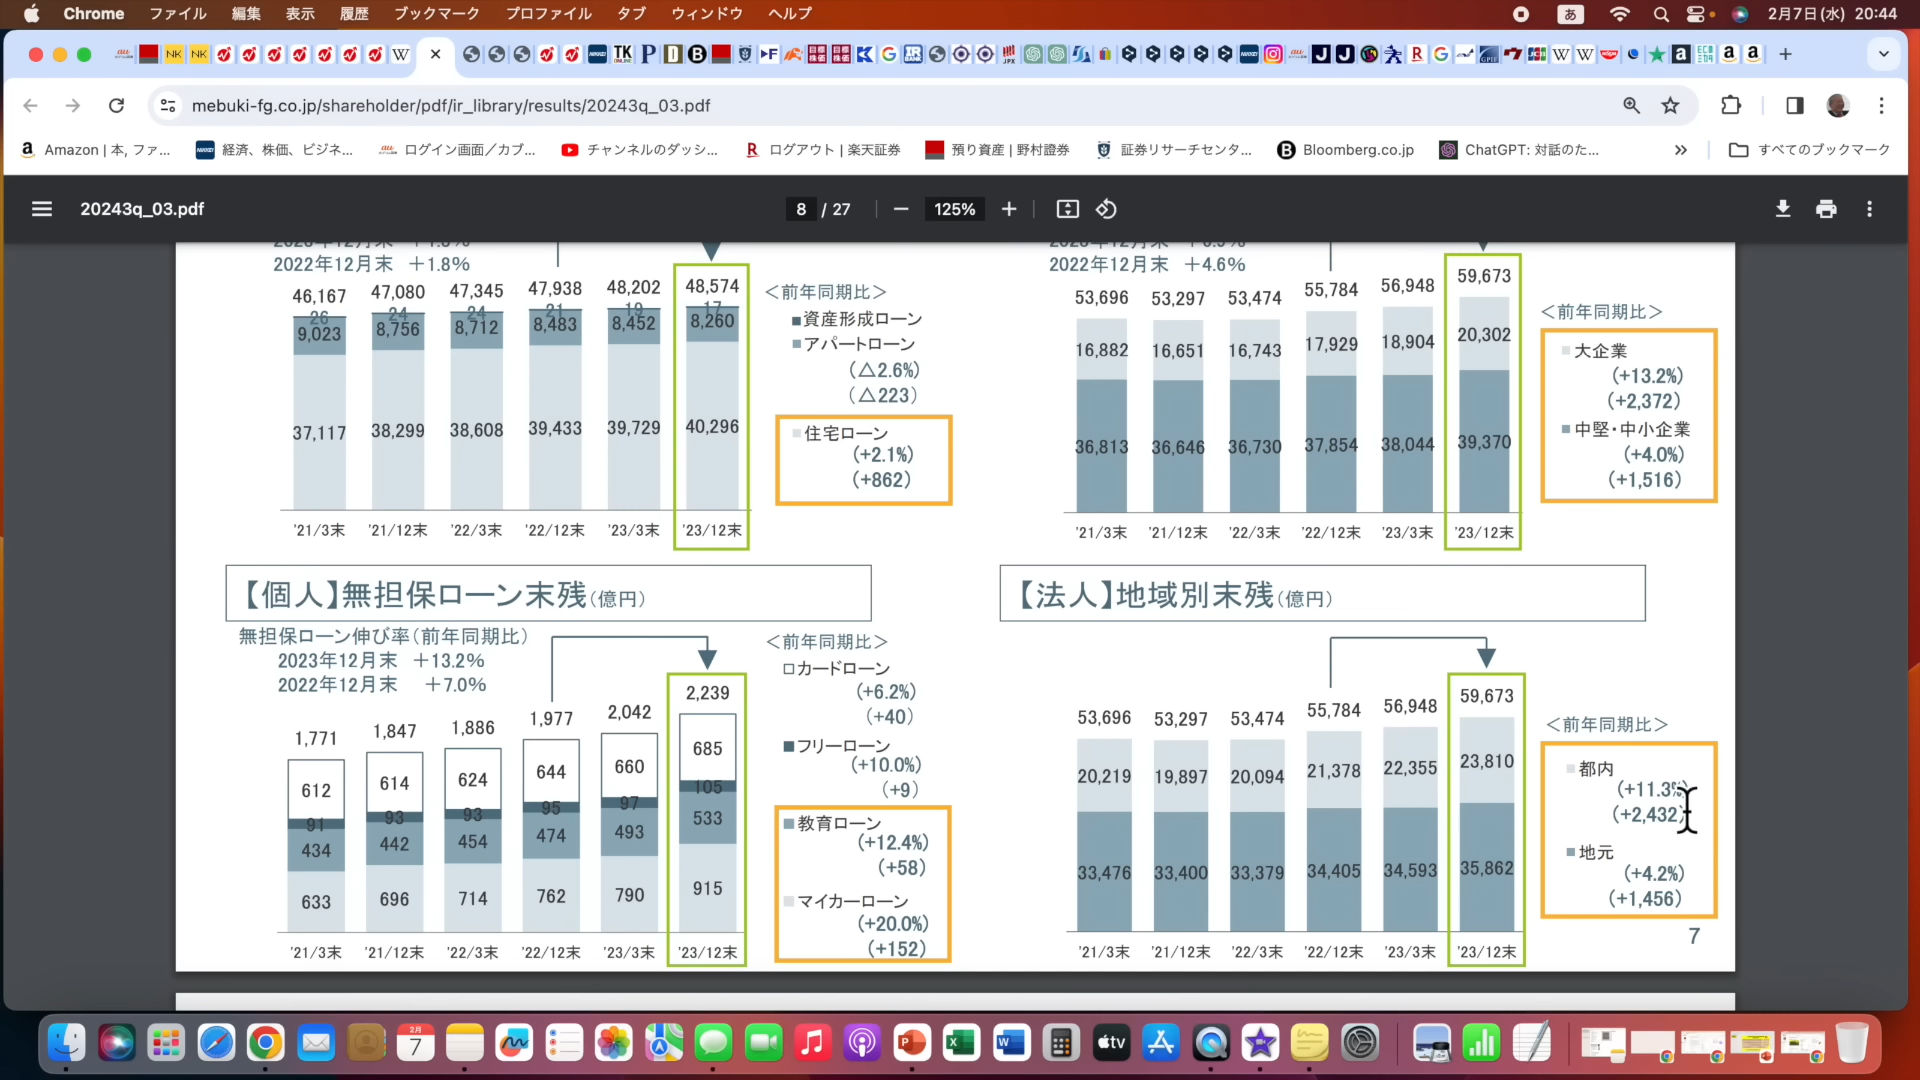 Chrome ファイル 編集 表示 履歴 ブックマーク プロファイル タブ ウィンドウ ヘルプ
あ 2月7日(水) 20:44
mebuki-fg.co.jp/shareholder/pdf/ir_library/results/20243q_03.pdf
Amazon | 本, ファ... 経済、株価、ビジネ... ログイン画面／カブ... チャンネルのダッシ... ログアウト | 楽天証券 預り資産 | 野村證券 証券リサーチセンタ... Bloomberg.co.jp ChatGPT: 対話のた... すべてのブックマーク
20243q_03.pdf 8 / 27 125%
2022年12月末 ＋1.8%
46,167 47,080 47,345 47,938 48,202 48,574
26 24 24 21 19 17
9,023 8,756 8,712 8,483 8,452 8,260
37,117 38,299 38,608 39,433 39,729 40,296
'21/3末 '21/12末 '22/3末 '22/12末 '23/3末 '23/12末
＜前年同期比＞
資産形成ローン
アパートローン
(△2.6%)
(△223)
住宅ローン
(+2.1%)
(+862)
2022年12月末 ＋4.6%
53,696 53,297 53,474 55,784 56,948 59,673
16,882 16,651 16,743 17,929 18,904 20,302
36,813 36,646 36,730 37,854 38,044 39,370
'21/3末 '21/12末 '22/3末 '22/12末 '23/3末 '23/12末
＜前年同期比＞
大企業
(+13.2%)
(+2,372)
中堅・中小企業
(+4.0%)
(+1,516)
【個人】無担保ローン末残(億円)
無担保ローン伸び率(前年同期比)
2023年12月末 ＋13.2%
2022年12月末 ＋7.0%
1,771 1,847 1,886 1,977 2,042 2,239
612 614 624 644 660 685
91 93 93 95 97 105
434 442 454 474 493 533
633 696 714 762 790 915
'21/3末 '21/12末 '22/3末 '22/12末 '23/3末 '23/12末
＜前年同期比＞
カードローン
(+6.2%)
(+40)
フリーローン
(+10.0%)
(+9)
教育ローン
(+12.4%)
(+58)
マイカーローン
(+20.0%)
(+152)
【法人】地域別末残(億円)
53,696 53,297 53,474 55,784 56,948 59,673
20,219 19,897 20,094 21,378 22,355 23,810
33,476 33,400 33,379 34,405 34,593 35,862
'21/3末 '21/12末 '22/3末 '22/12末 '23/3末 '23/12末
＜前年同期比＞
都内
(+11.3%)
(+2,432)
地元
(+4.2%)
(+1,456)
7
2月
7
tv